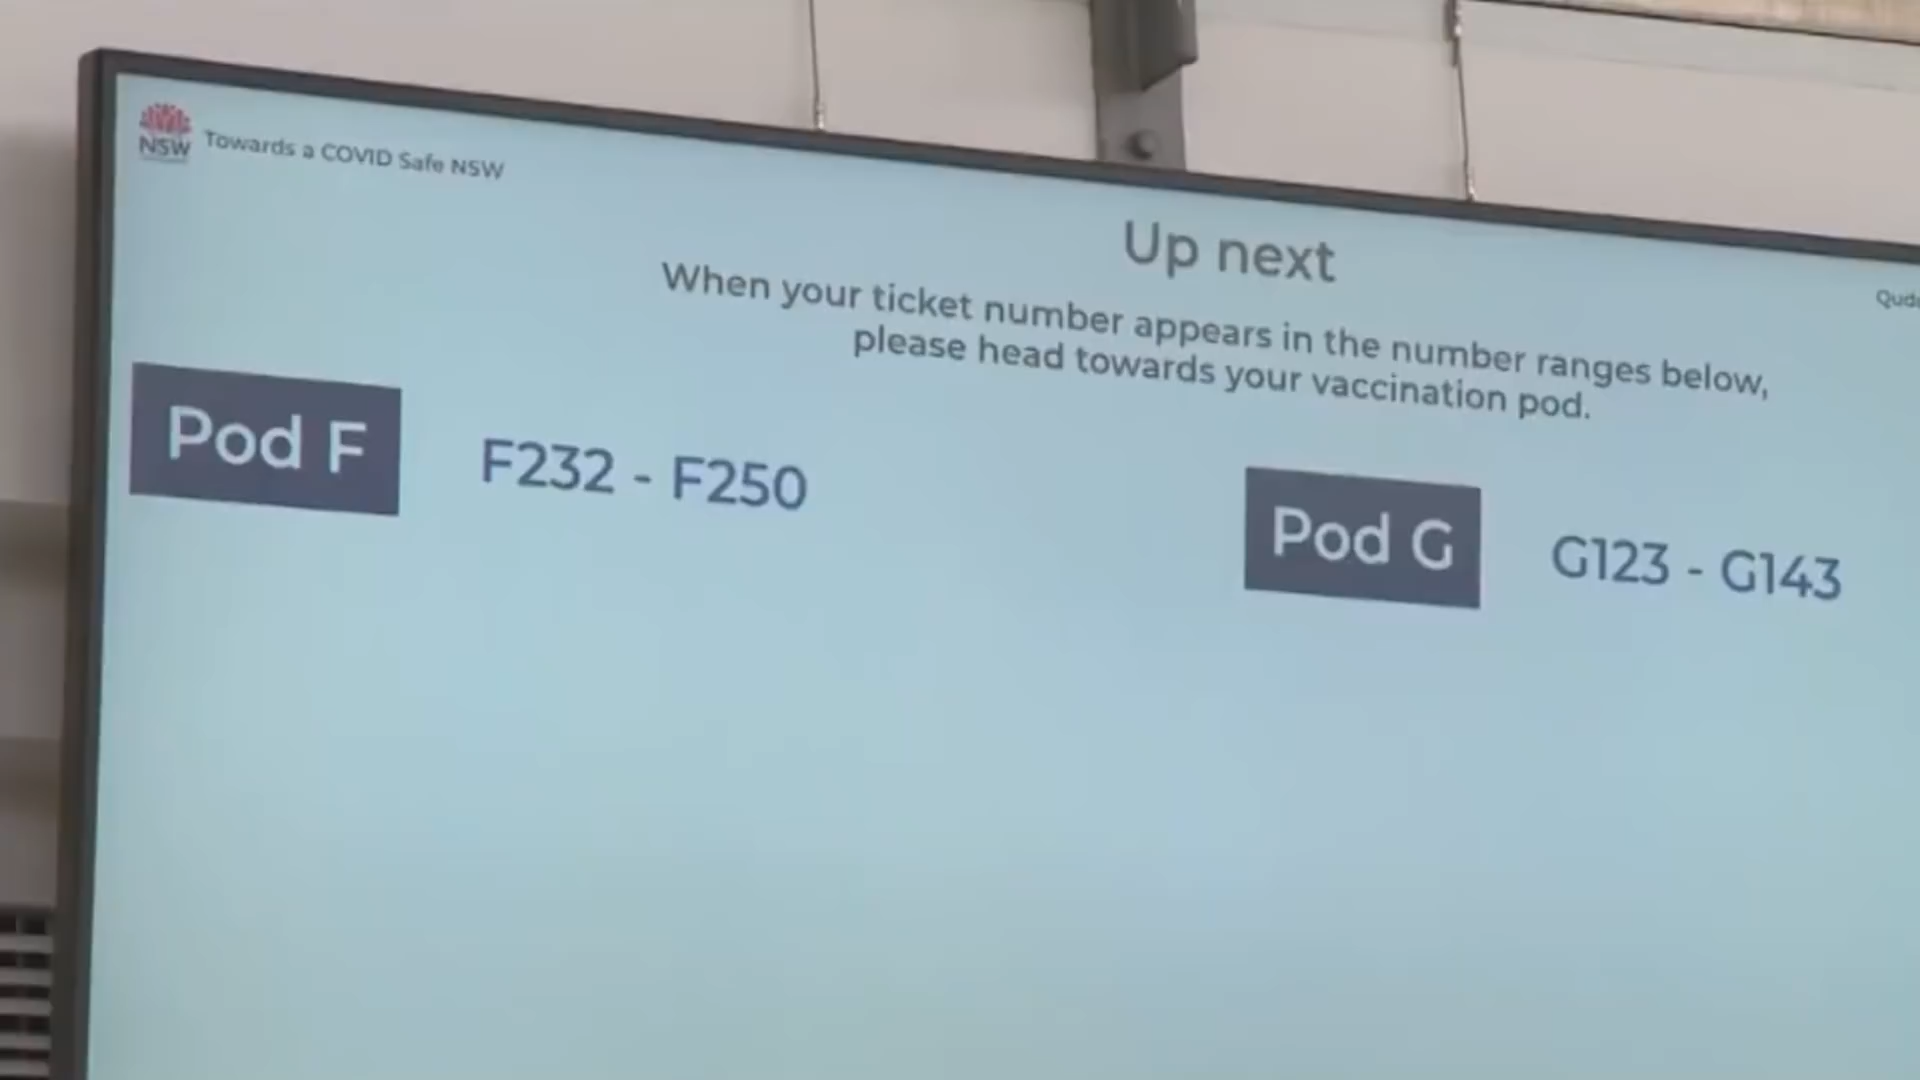 NSW
Towards a COVID Safe NSW
Up next
When your ticket number appears in the number ranges below,
please head towards your vaccination pod.
Pod F
F232 - F250
Pod G
G123 - G143